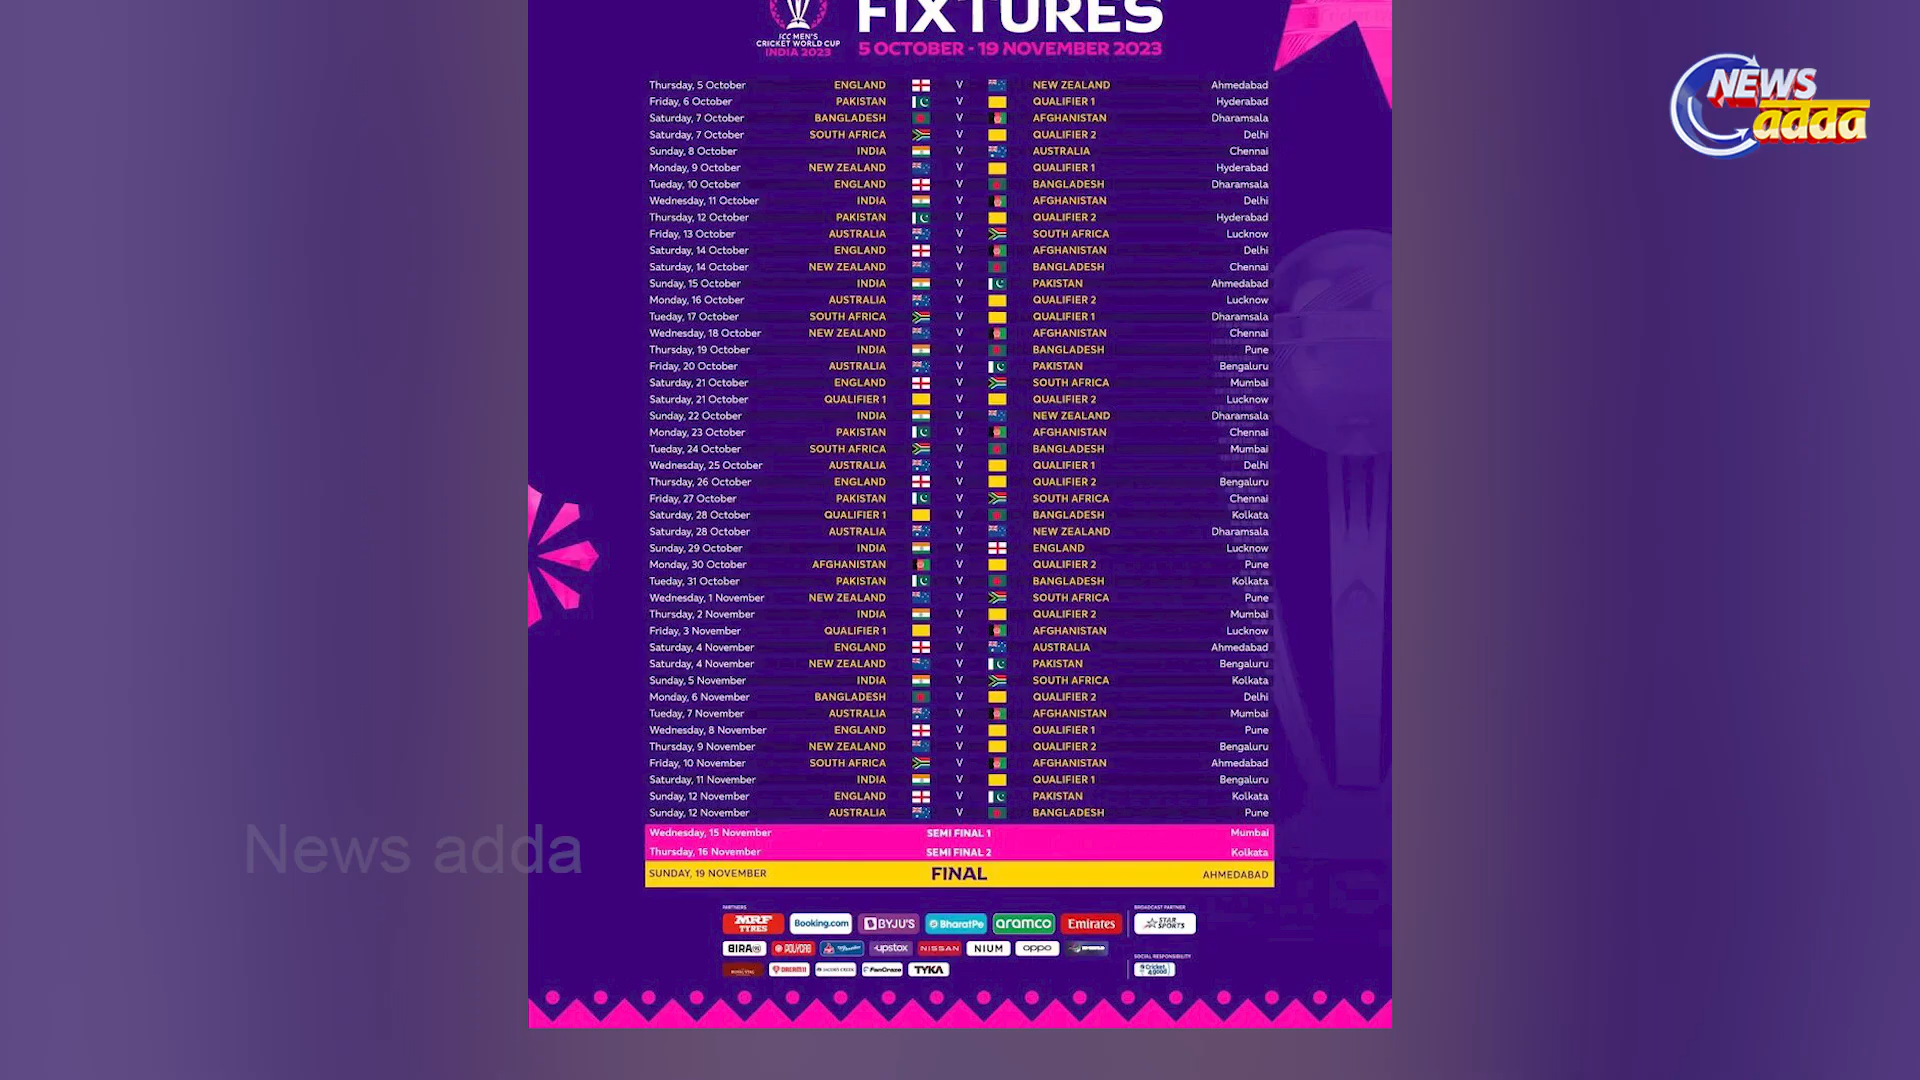 FIXTURES
ICC MEN'S
CRICKET WORLD CUP
INDIA 2023
5 OCTOBER - 19 NOVEMBER 2023
NEWS
adda
Thursday, 5 October ENGLAND V NEW ZEALAND Ahmedabad
Friday, 6 October PAKISTAN V QUALIFIER 1 Hyderabad
Saturday, 7 October BANGLADESH V AFGHANISTAN Dharamsala
Saturday, 7 October SOUTH AFRICA V QUALIFIER 2 Delhi
Sunday, 8 October INDIA V AUSTRALIA Chennai
Monday, 9 October NEW ZEALAND V QUALIFIER 1 Hyderabad
Tueday, 10 October ENGLAND V BANGLADESH Dharamsala
Wednesday, 11 October INDIA V AFGHANISTAN Delhi
Thursday, 12 October PAKISTAN V QUALIFIER 2 Hyderabad
Friday, 13 October AUSTRALIA V SOUTH AFRICA Lucknow
Saturday, 14 October ENGLAND V AFGHANISTAN Delhi
Saturday, 14 October NEW ZEALAND V BANGLADESH Chennai
Sunday, 15 October INDIA V PAKISTAN Ahmedabad
Monday, 16 October AUSTRALIA V QUALIFIER 2 Lucknow
Tueday, 17 October SOUTH AFRICA V QUALIFIER 1 Dharamsala
Wednesday, 18 October NEW ZEALAND V AFGHANISTAN Chennai
Thursday, 19 October INDIA V BANGLADESH Pune
Friday, 20 October AUSTRALIA V PAKISTAN Bengaluru
Saturday, 21 October ENGLAND V SOUTH AFRICA Mumbai
Saturday, 21 October QUALIFIER 1 V QUALIFIER 2 Lucknow
Sunday, 22 October INDIA V NEW ZEALAND Dharamsala
Monday, 23 October PAKISTAN V AFGHANISTAN Chennai
Tueday, 24 October SOUTH AFRICA V BANGLADESH Mumbai
Wednesday, 25 October AUSTRALIA V QUALIFIER 1 Delhi
Thursday, 26 October ENGLAND V QUALIFIER 2 Bengaluru
Friday, 27 October PAKISTAN V SOUTH AFRICA Chennai
Saturday, 28 October QUALIFIER 1 V BANGLADESH Kolkata
Saturday, 28 October AUSTRALIA V NEW ZEALAND Dharamsala
Sunday, 29 October INDIA V ENGLAND Lucknow
Monday, 30 October AFGHANISTAN V QUALIFIER 2 Pune
Tueday, 31 October PAKISTAN V BANGLADESH Kolkata
Wednesday, 1 November NEW ZEALAND V SOUTH AFRICA Pune
Thursday, 2 November INDIA V QUALIFIER 2 Mumbai
Friday, 3 November QUALIFIER 1 V AFGHANISTAN Lucknow
Saturday, 4 November ENGLAND V AUSTRALIA Ahmedabad
Saturday, 4 November NEW ZEALAND V PAKISTAN Bengaluru
Sunday, 5 November INDIA V SOUTH AFRICA Kolkata
Monday, 6 November BANGLADESH V QUALIFIER 2 Delhi
Tueday, 7 November AUSTRALIA V AFGHANISTAN Mumbai
Wednesday, 8 November ENGLAND V QUALIFIER 1 Pune
Thursday, 9 November NEW ZEALAND V QUALIFIER 2 Bengaluru
Friday, 10 November SOUTH AFRICA V AFGHANISTAN Ahmedabad
Saturday, 11 November INDIA V QUALIFIER 1 Bengaluru
Sunday, 12 November ENGLAND V PAKISTAN Kolkata
Sunday, 12 November AUSTRALIA V BANGLADESH Pune
Wednesday, 15 November SEMI FINAL 1 Mumbai
Thursday, 16 November SEMI FINAL 2 Kolkata
SUNDAY, 19 NOVEMBER FINAL AHMEDABAD
News adda
PARTNERS BROADCAST PARTNER
MRF TYRES Booking.com BYJU'S BharatPe aramco Emirates STAR SPORTS
BIRA 91 POLYCAB upstox NISSAN NIUM oppo
SOCIAL RESPONSIBILITY
DREAM11 JACOB'S CREEK FanCraze TYKA Cricket 4 good